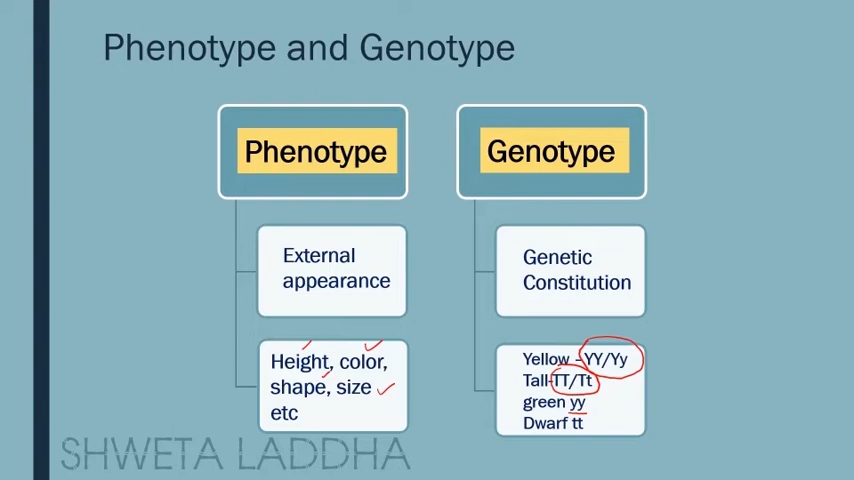 Phenotype and Genotype
Phenotype
Genotype
External
appearance
Genetic
Constitution
Height, color,
shape, size
etc
Yellow -YY/Yy
Tall-TT/Tt
green yy
Dwarf tt
SHWETA LADDHA